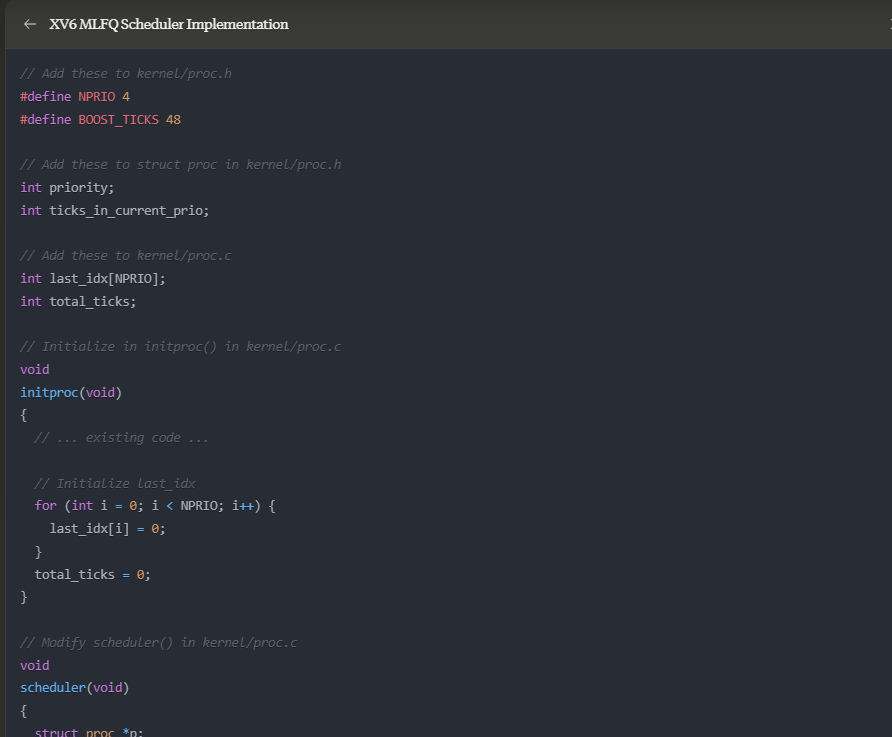 ← XV6 MLFQ Scheduler Implementation
// Add these to kernel/proc.h
#define NPRIO 4
#define BOOST_TICKS 48
// Add these to struct proc in kernel/proc.h
int priority;
int ticks_in_current_prio;
// Add these to kernel/proc.c
int last_idx[NPRIO];
int total_ticks;
// Initialize in initproc() in kernel/proc.c
void
initproc(void)
{
  // ... existing code ...
  // Initialize last_idx
  for (int i = 0; i < NPRIO; i++) {
    last_idx[i] = 0;
  }
  total_ticks = 0;
}
// Modify scheduler() in kernel/proc.c
void
scheduler(void)
{
  struct proc *p;